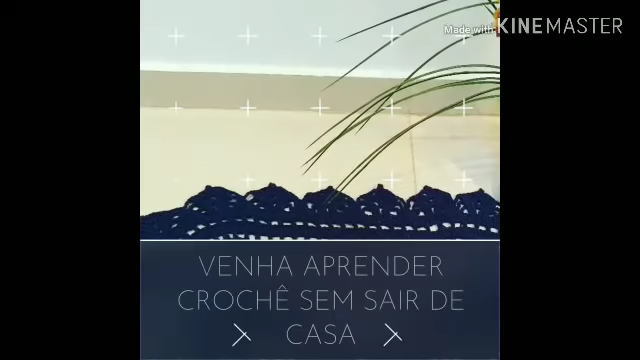 Made with KINEMASTER
VENHA APRENDER
CROCHÊ SEM SAIR DE
CASA